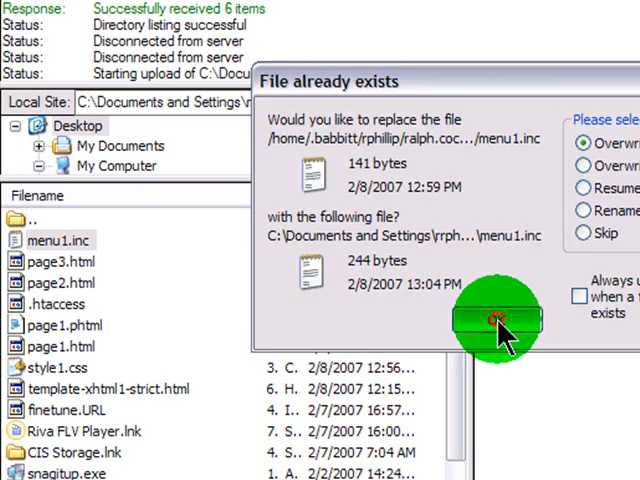 Response: Successfully received 6 items
Status: Directory listing successful
Status: Disconnected from server
Status: Disconnected from server
Status: Starting upload of C:\Docu
File already exists
Would you like to replace the file
/home/.babbitt/rphillip/ralph.coc.../menu1.inc
141 bytes
2/8/2007 12:59 PM
with the following file?
C:\Documents and Settings\rrph...\menu1.inc
244 bytes
2/8/2007 13:04 PM
Please sele
Overwri
Overwri
Resume
Rename
Skip
Always u
when a f
exists
Local Site: C:\Documents and Settings\r
Desktop
My Documents
My Computer
Filename
..
menu1.inc
page3.html
page2.html
.htaccess
page1.phtml
page1.html
style1.css 3. C.. 2/8/2007 12:56...
template-xhtml1-strict.html 6. H.. 2/8/2007 12:15...
finetune.URL 4. I... 2/7/2007 16:57...
Riva FLV Player.lnk 7. S.. 2/7/2007 16:00...
CIS Storage.lnk 4. S.. 2/5/2007 7:04 AM
snagitup.exe 1. A.. 2/2/2007 14:24...